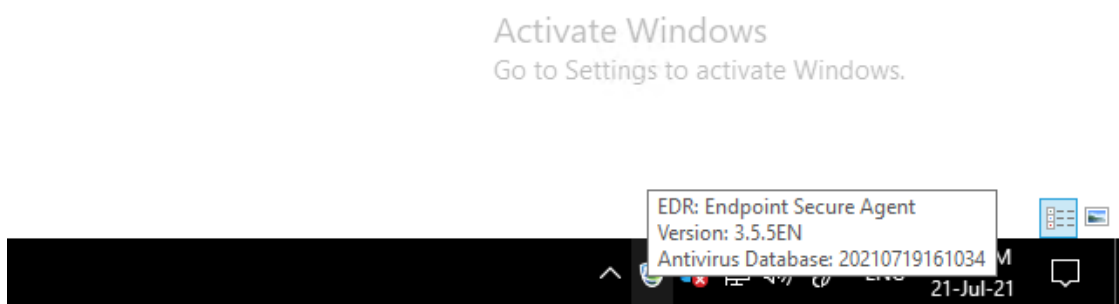 Activate Windows
Go to Settings to activate Windows.
EDR: Endpoint Secure Agent
Version: 3.5.5EN
Antivirus Database: 20210719161034
M
21-Jul-21